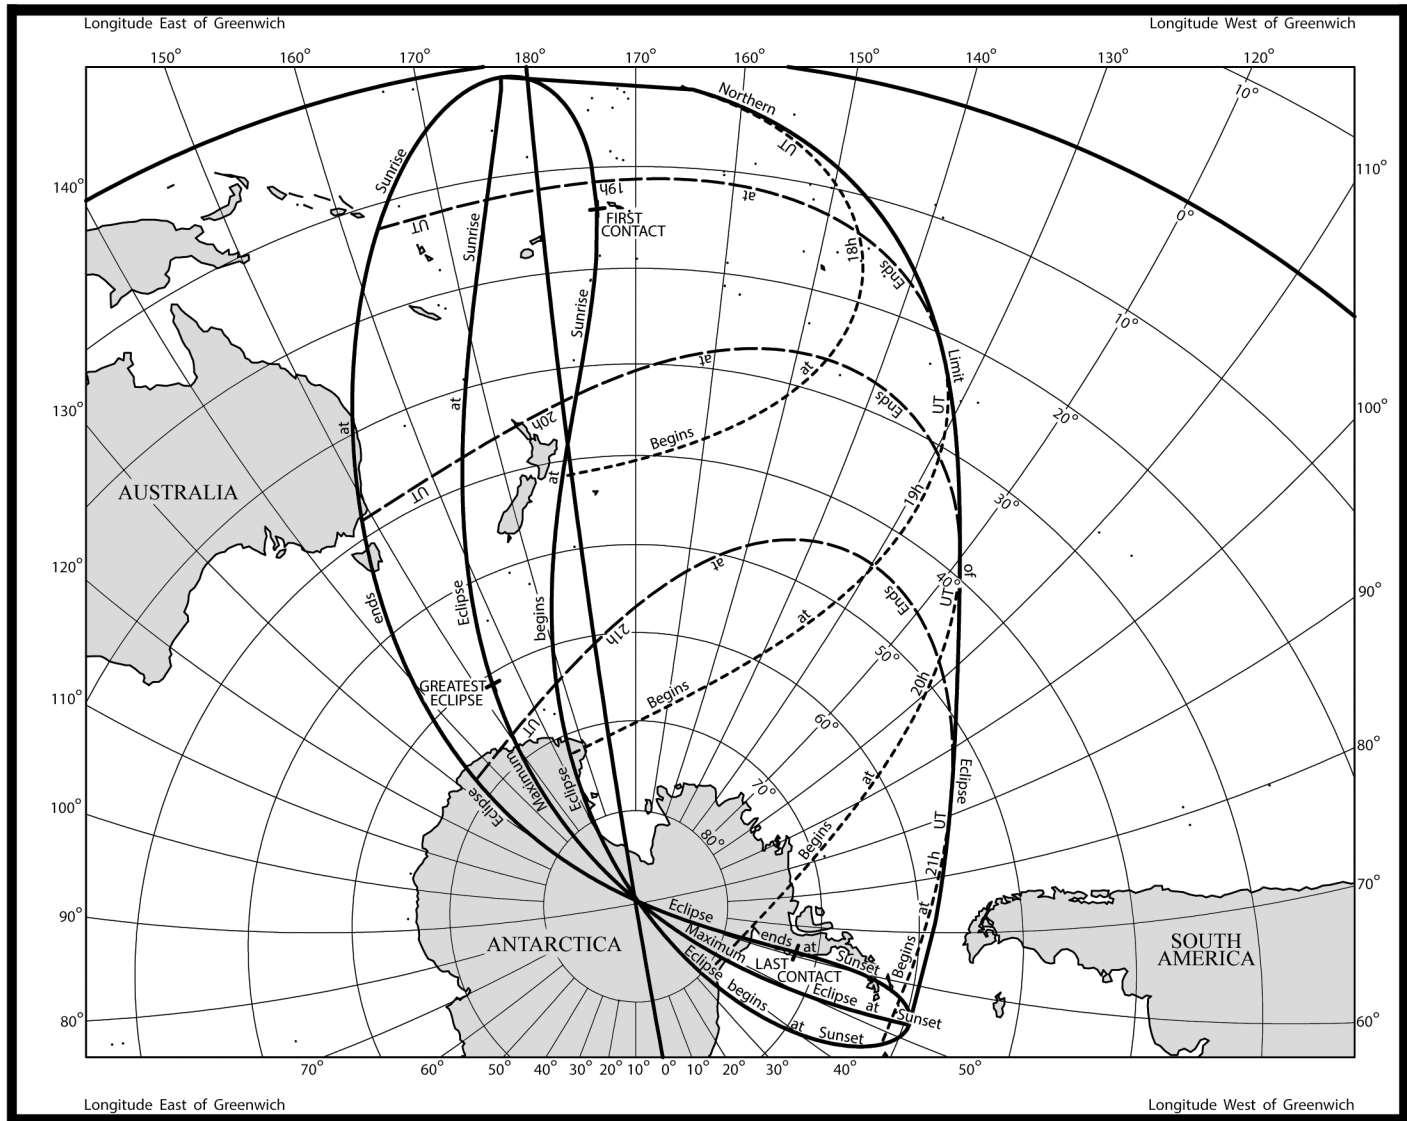 Longitude East of Greenwich
Longitude West of Greenwich
150° 160° 170° 180° 170° 160° 150° 140° 130° 120°
10°
Northern
UT
110°
Sunrise
140°
19h
at
FIRST
CONTACT
0°
UT
Sunrise
18h
Ends
Sunrise
10°
at
at
Limit
Ends
130°
at
at
20h
UT
100°
20°
Begins
at
AUSTRALIA
UT
19h
30°
120°
at
of
40°
UT
ends
Eclipse
begins
21h
Ends
90°
at
50°
GREATEST
ECLIPSE
Begins
20h
110°
60°
UT
80°
Eclipse
Maximum
Eclipse
Eclipse
70°
at
100°
UT
80°
Begins
21h
70°
90°
Eclipse
at
ANTARCTICA
Maximum
ends at Sunset
SOUTH
AMERICA
Eclipse
LAST
CONTACT
Begins
begins
Eclipse at Sunset
80°
at Sunset
60°
70° 60° 50° 40° 30° 20° 10° 0° 10° 20° 30° 40° 50°
Longitude East of Greenwich
Longitude West of Greenwich